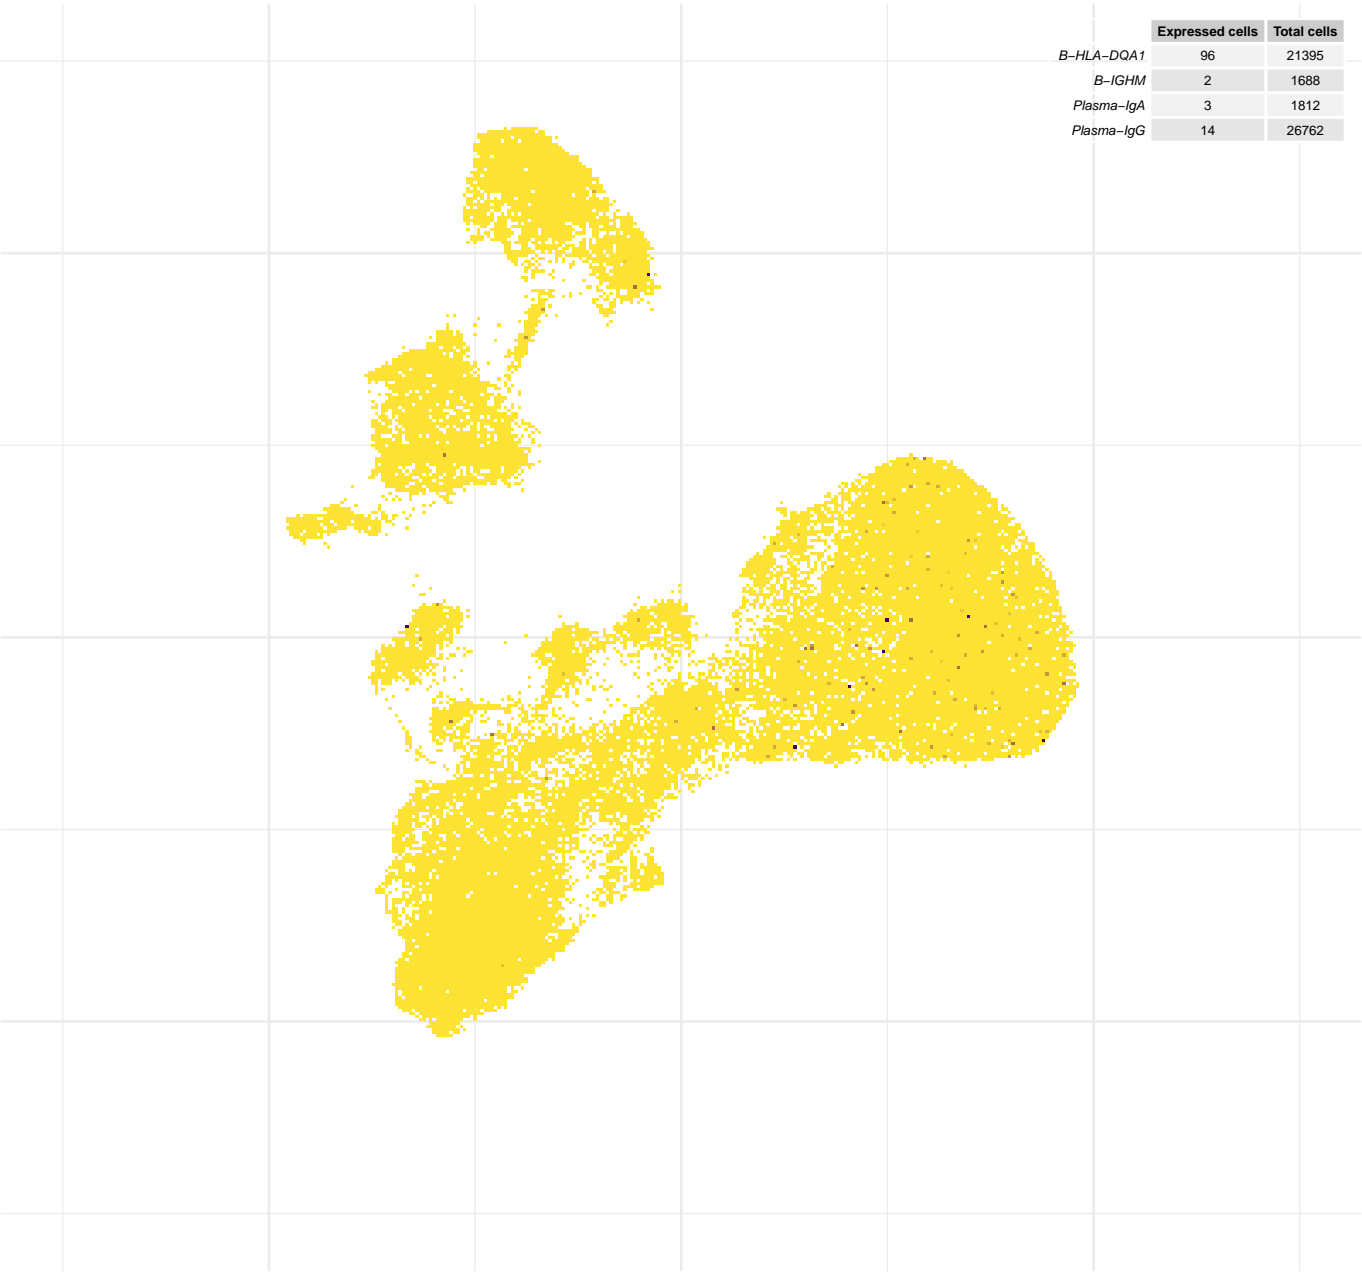 Expressed cells Total cells
B−HLA−DQA1 96 21395
B−IGHM 2 1688
Plasma−IgA 3 1812
Plasma−IgG 14 26762